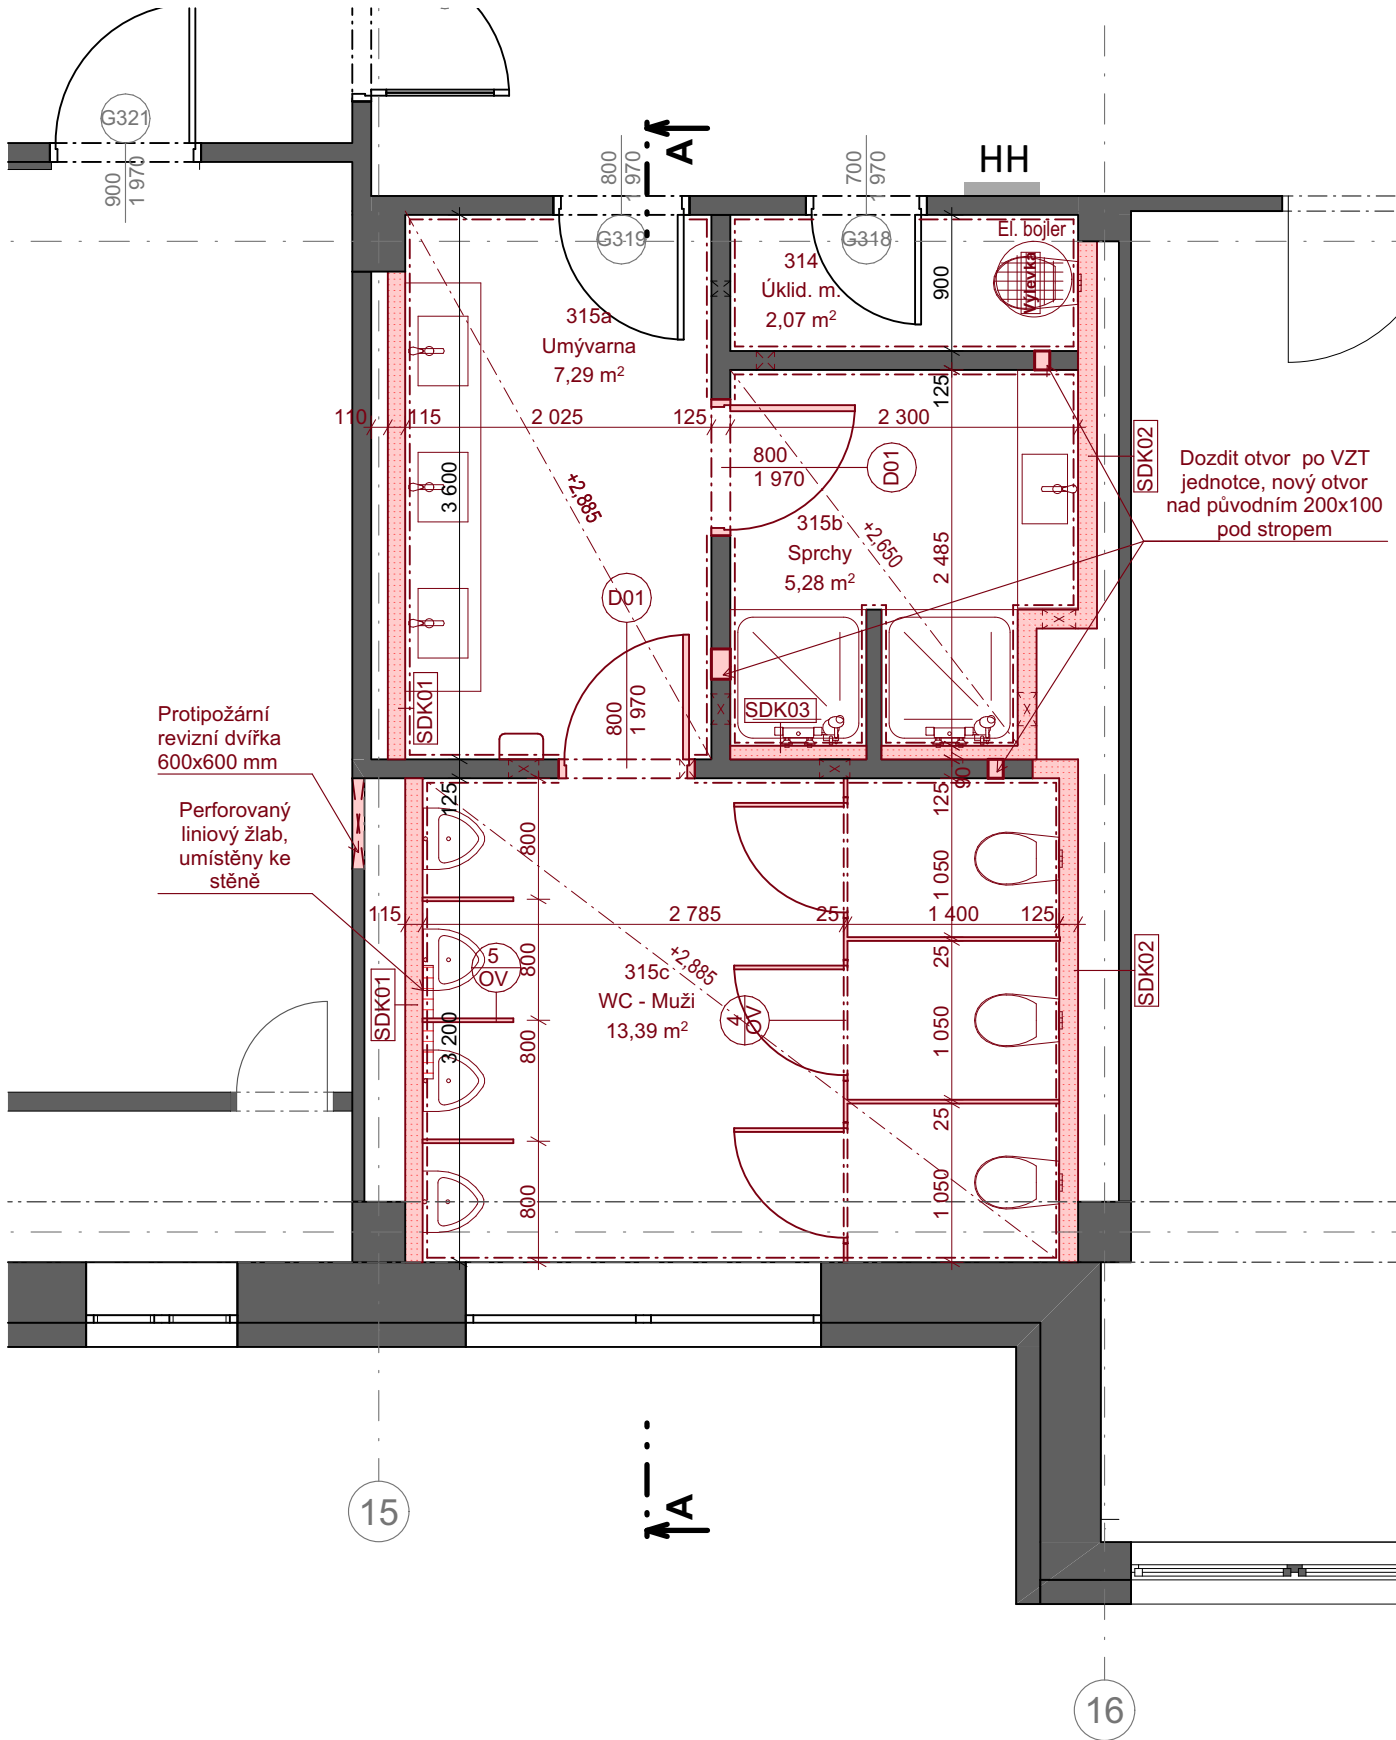 G321
900
1 970
A
800
1 970
G319
700
1 970
G318
HH
El. bojler
Výlevka
314
Úklid. m.
2,07 m²
900
315a
Umývarna
7,29 m²
110
115
2 025
125
2 300
125
3 600
+2,885
800
1 970
D01
315b
Sprchy
5,28 m²
+2,650
2 485
SDK02
Dozdit otvor po VZT
jednotce, nový otvor
nad původním 200x100
pod stropem
D01
800
1 970
SDK01
SDK03
90
Protipožární
revizní dvířka
600x600 mm
Perforovaný
liniový žlab,
umístěny ke
stěně
125
800
125
1 050
115
2 785
25
1 400
125
5
OV
800
315c
WC - Muži
13,39 m²
+2,885
4
OV
25
SDK01
SDK02
3 200
800
1 050
25
800
1 050
15
A
16